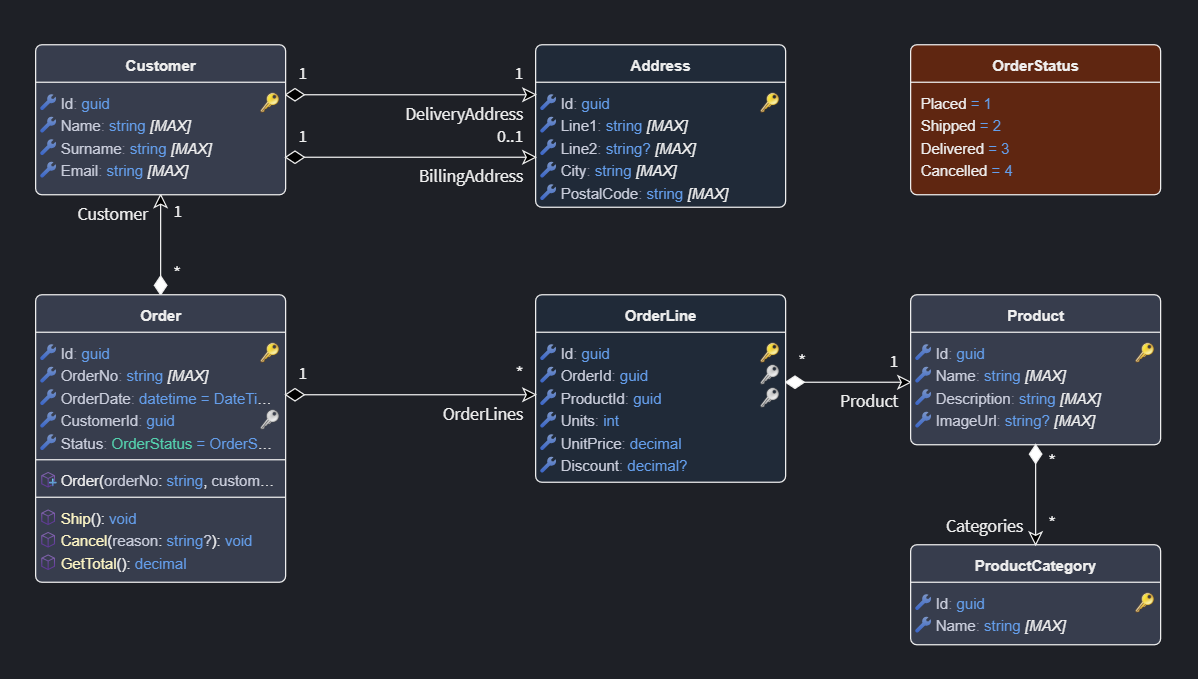 Customer
Id: guid
Name: string [MAX]
Surname: string [MAX]
Email: string [MAX]
1
1
DeliveryAddress
1
0..1
BillingAddress
Address
Id: guid
Line1: string [MAX]
Line2: string? [MAX]
City: string [MAX]
PostalCode: string [MAX]
OrderStatus
Placed = 1
Shipped = 2
Delivered = 3
Cancelled = 4
Customer
1
*
Order
Id: guid
OrderNo: string [MAX]
OrderDate: datetime = DateTi...
CustomerId: guid
Status: OrderStatus = OrderS...
Order(orderNo: string, custom...
Ship(): void
Cancel(reason: string?): void
GetTotal(): decimal
1
*
OrderLines
OrderLine
Id: guid
OrderId: guid
ProductId: guid
Units: int
UnitPrice: decimal
Discount: decimal?
*
1
Product
Product
Id: guid
Name: string [MAX]
Description: string [MAX]
ImageUrl: string? [MAX]
*
Categories
*
ProductCategory
Id: guid
Name: string [MAX]